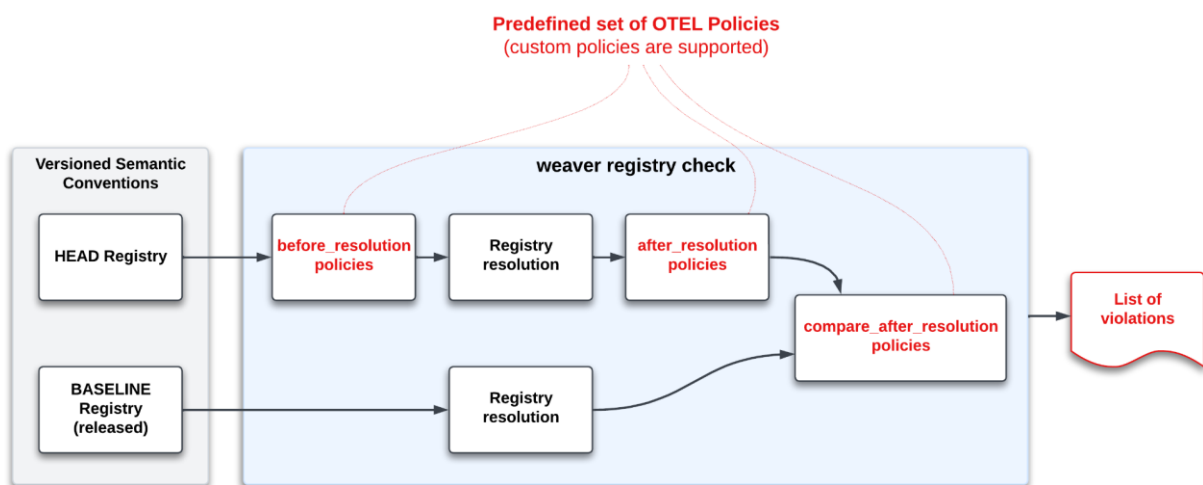 Predefined set of OTEL Policies
(custom policies are supported)
Versioned Semantic
Conventions
weaver registry check
HEAD Registry
before_resolution
policies
Registry
resolution
after_resolution
policies
compare_after_resolution
policies
List of
violations
BASELINE
Registry
(released)
Registry
resolution